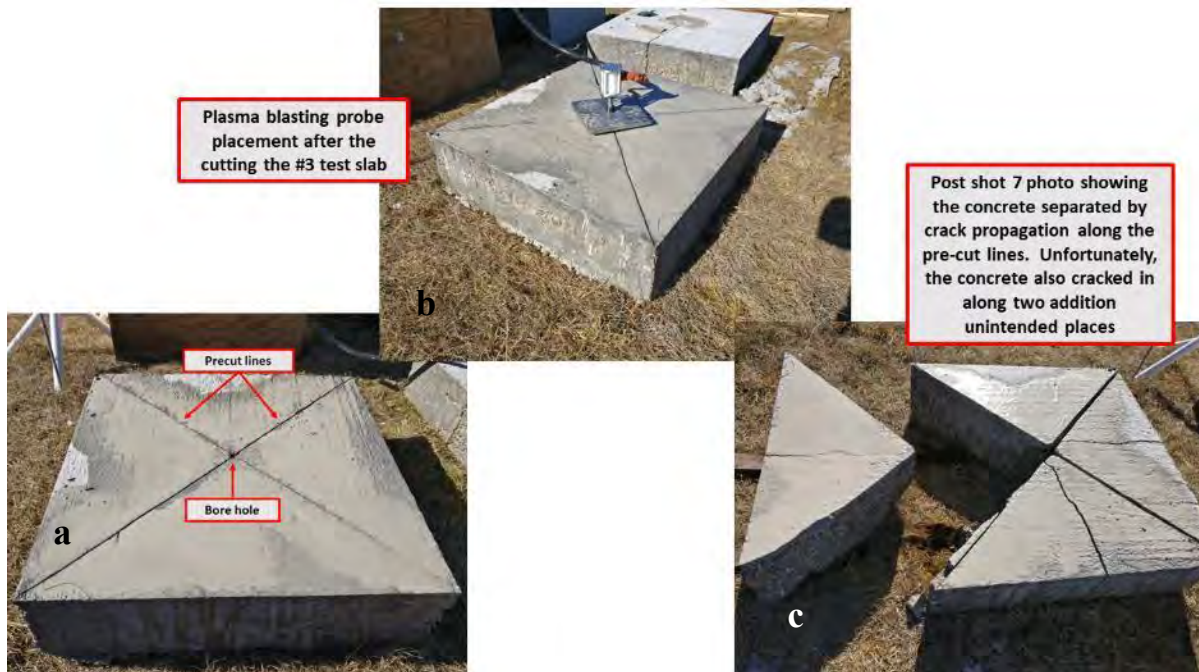 Plasma blasting probe
placement after the
cutting the #3 test slab
b
Post shot 7 photo showing
the concrete separated by
crack propagation along the
pre-cut lines. Unfortunately,
the concrete also cracked in
along two addition
unintended places
Precut lines
Bore hole
a
c